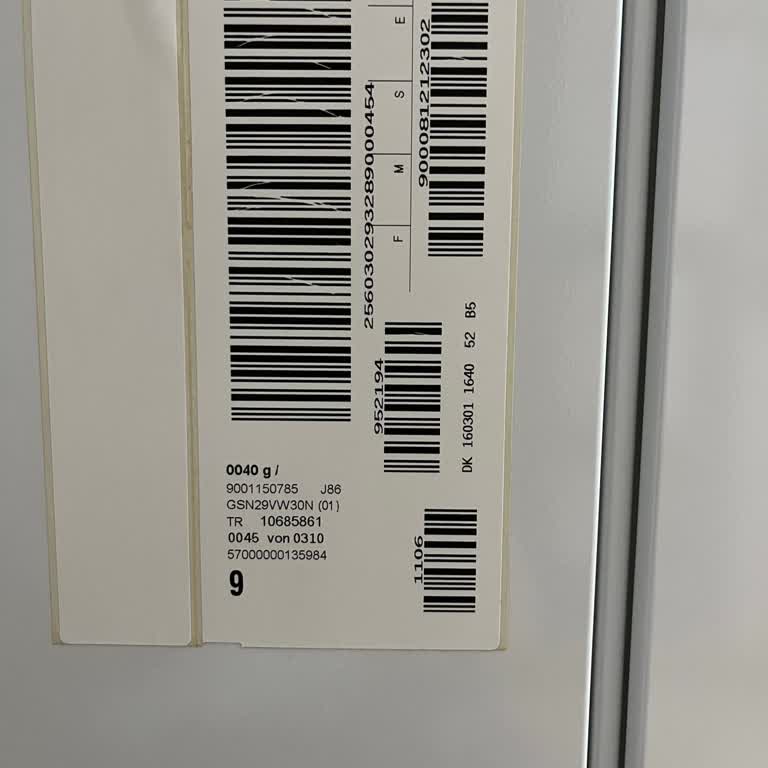 E
S
M
F
256030293289000454
900081212302
952194
DK 160301 1640 52 B5
1106
0040 g /
9001150785 J86
GSN29VW30N (01)
TR 10685861
0045 von 0310
57000000135984
9